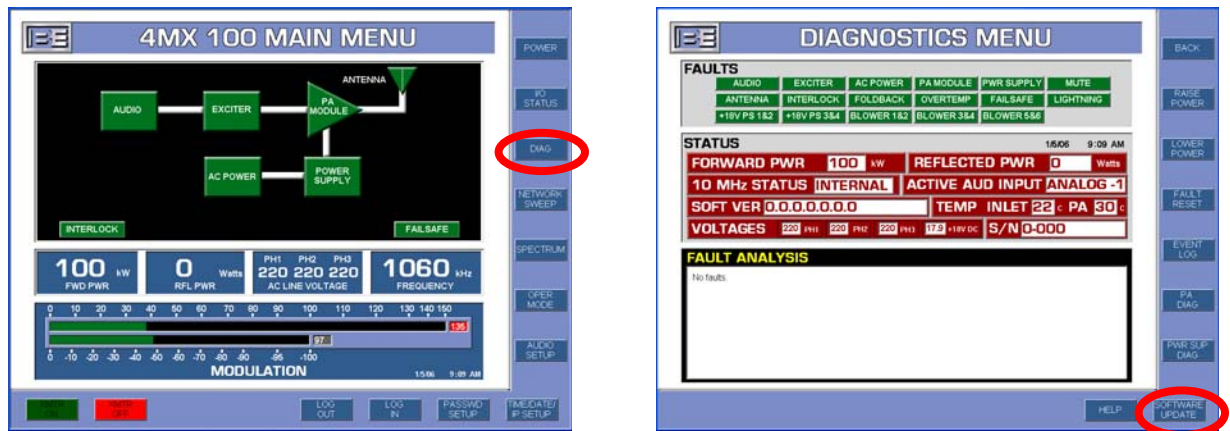 BE 4MX 100 MAIN MENU
POWER
I/O
STATUS
DIAG
NETWORK
SWEEP
SPECTRUM
OPER
MODE
AUDIO
SETUP
ANTENNA
AUDIO
EXCITER
PA
MODULE
AC POWER
POWER
SUPPLY
INTERLOCK
FAILSAFE
100 kW
FWD PWR
0 Watts
RFL PWR
PH1 PH2 PH3
220 220 220
AC LINE VOLTAGE
1060 kHz
FREQUENCY
0 10 20 30 40 50 60 70 80 90 100 110 120 130 140 150
135
97
0 -10 -20 -30 -40 -50 -60 -70 -80 -90 -95 -100
MODULATION
1/5/06 9:09 AM
XMTR
ON
XMTR
OFF
LOG
OUT
LOG
IN
PASSWD
SETUP
TIME/DATE/
IP SETUP
BE DIAGNOSTICS MENU
BACK
RAISE
POWER
LOWER
POWER
FAULT
RESET
EVENT
LOG
PA
DIAG
PWR SUP
DIAG
FAULTS
AUDIO EXCITER AC POWER PA MODULE PWR SUPPLY MUTE
ANTENNA INTERLOCK FOLDBACK OVERTEMP FAILSAFE LIGHTNING
+18V PS 1&2 +18V PS 3&4 BLOWER 1&2 BLOWER 3&4 BLOWER 5&6
STATUS 1/5/06 9:09 AM
FORWARD PWR 100 kW REFLECTED PWR 0 Watts
10 MHz STATUS INTERNAL ACTIVE AUD INPUT ANALOG -1
SOFT VER 0.0.0.0.0.0 TEMP INLET 22 C PA 30 C
VOLTAGES 220 PH1 220 PH2 220 PH3 17.9 +18V DC S/N 0-000
FAULT ANALYSIS
No faults.
HELP
SOFTWARE
UPDATE